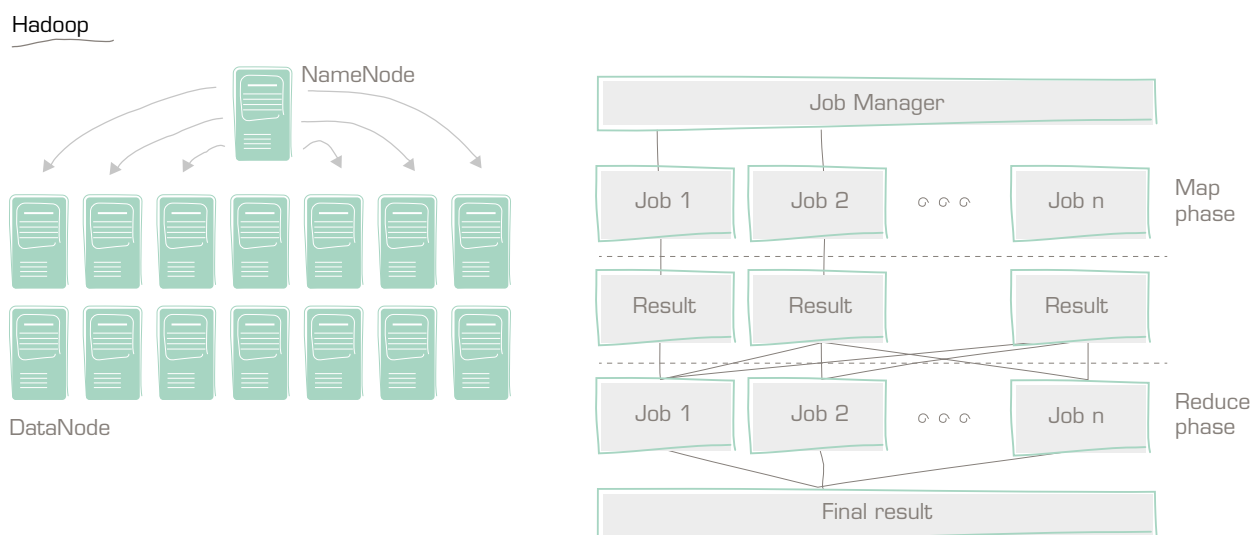 Hadoop
NameNode
DataNode
Job Manager
Job 1
Job 2
Job n
Map
phase
Result
Result
Result
Job 1
Job 2
Job n
Reduce
phase
Final result